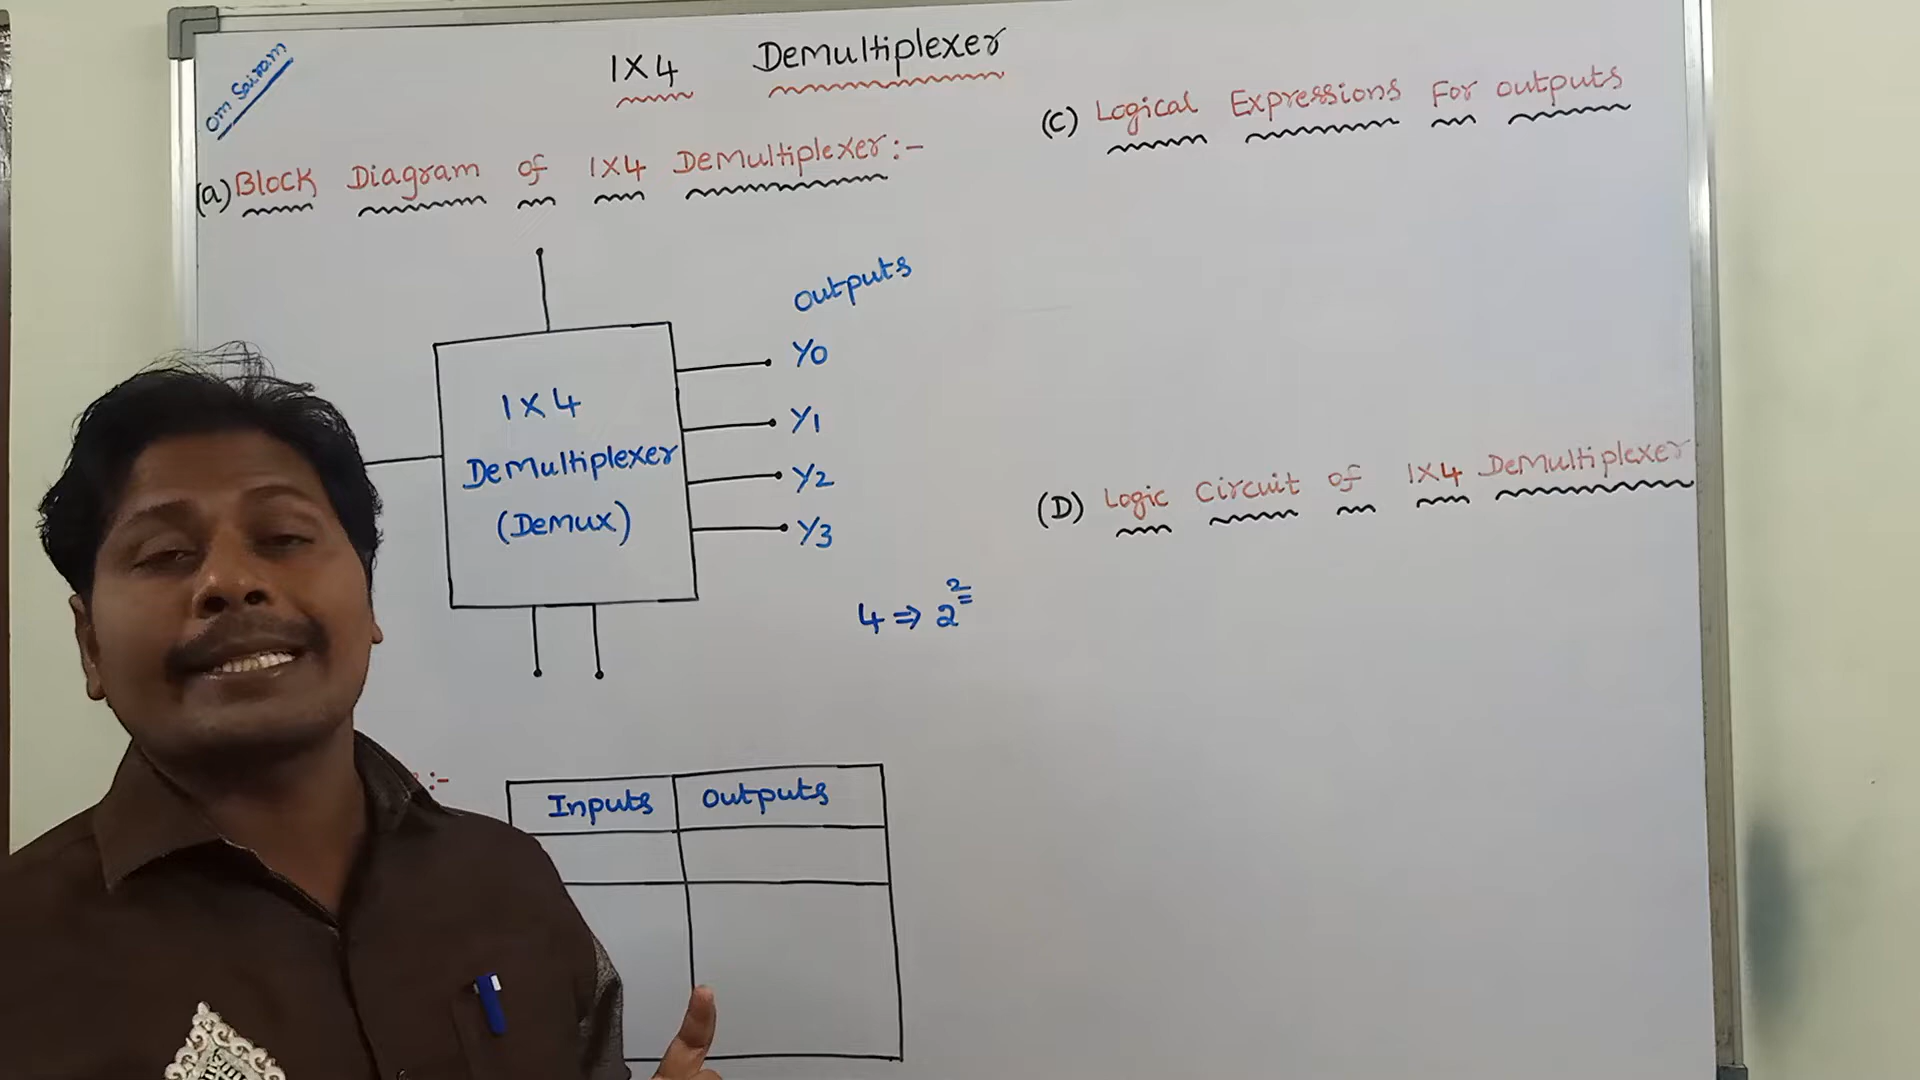 Om Sairam
1X4 Demultiplexer
(a) Block Diagram of 1X4 Demultiplexer:-
outputs
Y0
Y1
Y2
Y3
1X4
Demultiplexer
(Demux)
4 ⇒ 2²
:-
Inputs Outputs
(C) Logical Expressions For outputs
(D) Logic Circuit of 1X4 Demultiplexer